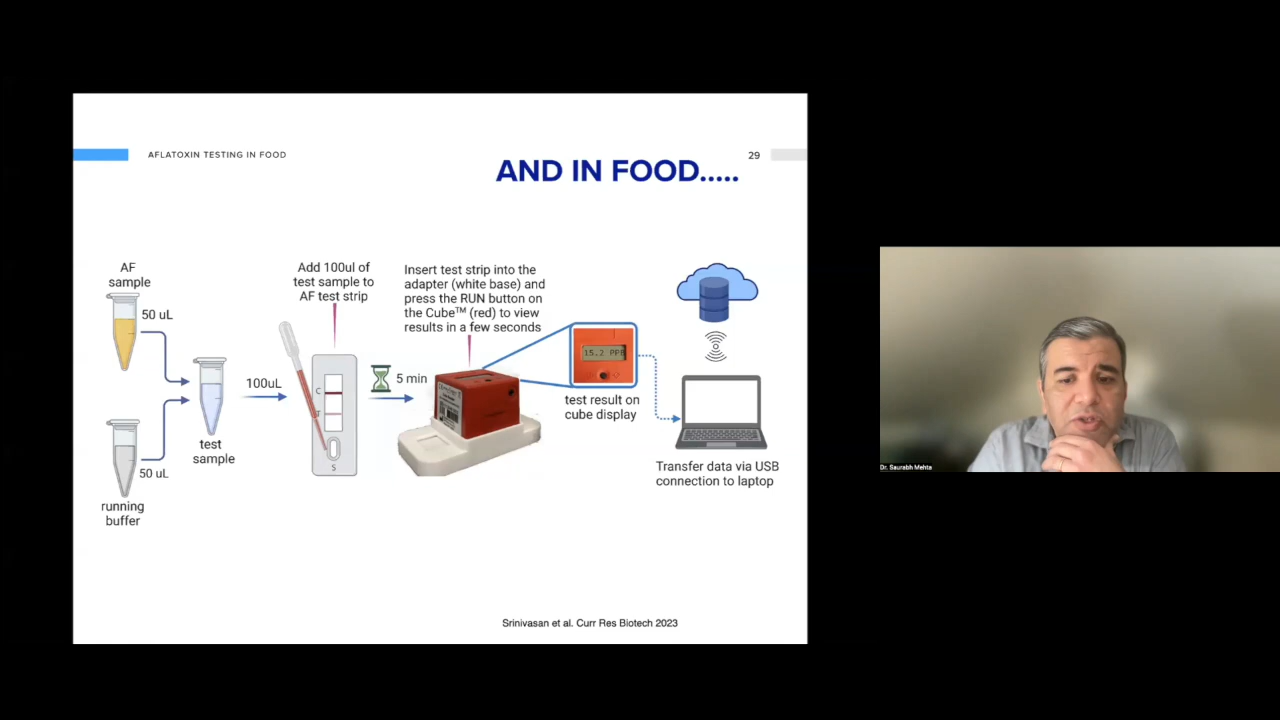 AFLATOXIN TESTING IN FOOD
29
AND IN FOOD.....
AF
sample
50 uL
50 uL
running
buffer
test
sample
100uL
Add 100ul of
test sample to
AF test strip
C
T
S
5 min
Insert test strip into the
adapter (white base) and
press the RUN button on
the Cube™ (red) to view
results in a few seconds
15.2 PPB
test result on
cube display
Transfer data via USB
connection to laptop
Srinivasan et al. Curr Res Biotech 2023
Dr. Saurabh Mehta